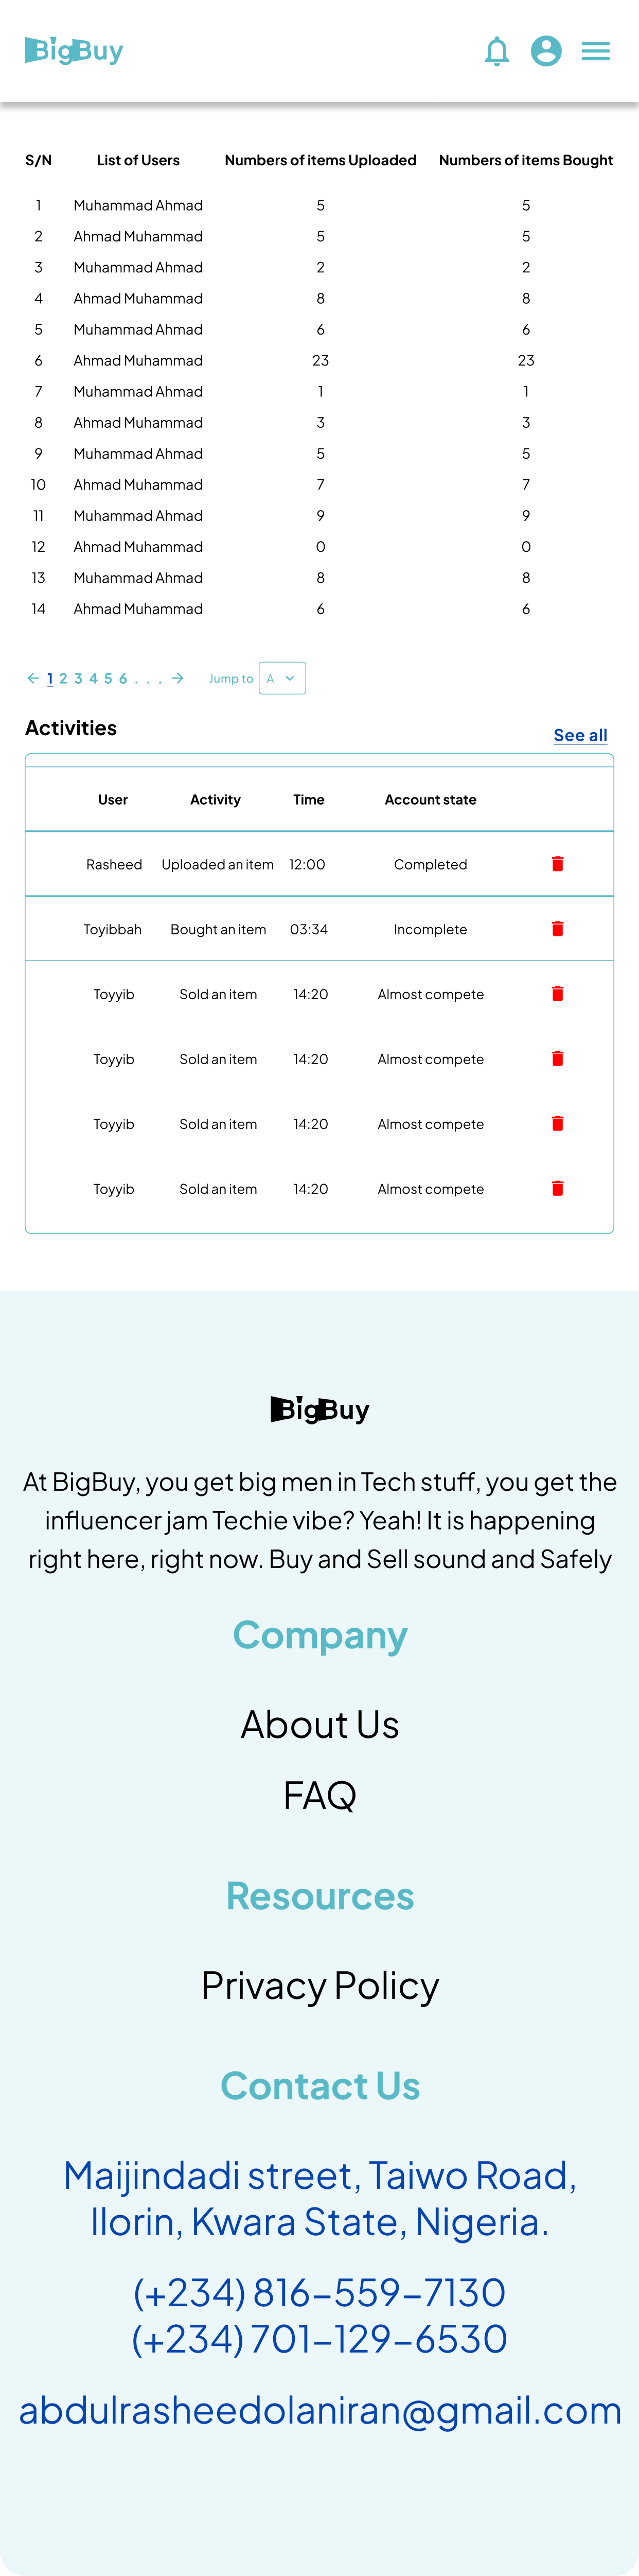 BigBuy
S/N List of Users Numbers of items Uploaded Numbers of items Bought
1 Muhammad Ahmad 5 5
2 Ahmad Muhammad 5 5
3 Muhammad Ahmad 2 2
4 Ahmad Muhammad 8 8
5 Muhammad Ahmad 6 6
6 Ahmad Muhammad 23 23
7 Muhammad Ahmad 1 1
8 Ahmad Muhammad 3 3
9 Muhammad Ahmad 5 5
10 Ahmad Muhammad 7 7
11 Muhammad Ahmad 9 9
12 Ahmad Muhammad 0 0
13 Muhammad Ahmad 8 8
14 Ahmad Muhammad 6 6
1 2 3 4 5 6 . . . Jump to A
Activities See all
User Activity Time Account state
Rasheed Uploaded an item 12:00 Completed
Toyibbah Bought an item 03:34 Incomplete
Toyyib Sold an item 14:20 Almost compete
Toyyib Sold an item 14:20 Almost compete
Toyyib Sold an item 14:20 Almost compete
Toyyib Sold an item 14:20 Almost compete
BigBuy
At BigBuy, you get big men in Tech stuff, you get the
influencer jam Techie vibe? Yeah! It is happening
right here, right now. Buy and Sell sound and Safely
Company
About Us
FAQ
Resources
Privacy Policy
Contact Us
Maijindadi street, Taiwo Road,
Ilorin, Kwara State, Nigeria.
(+234) 816–559–7130
(+234) 701–129–6530
abdulrasheedolaniran@gmail.com